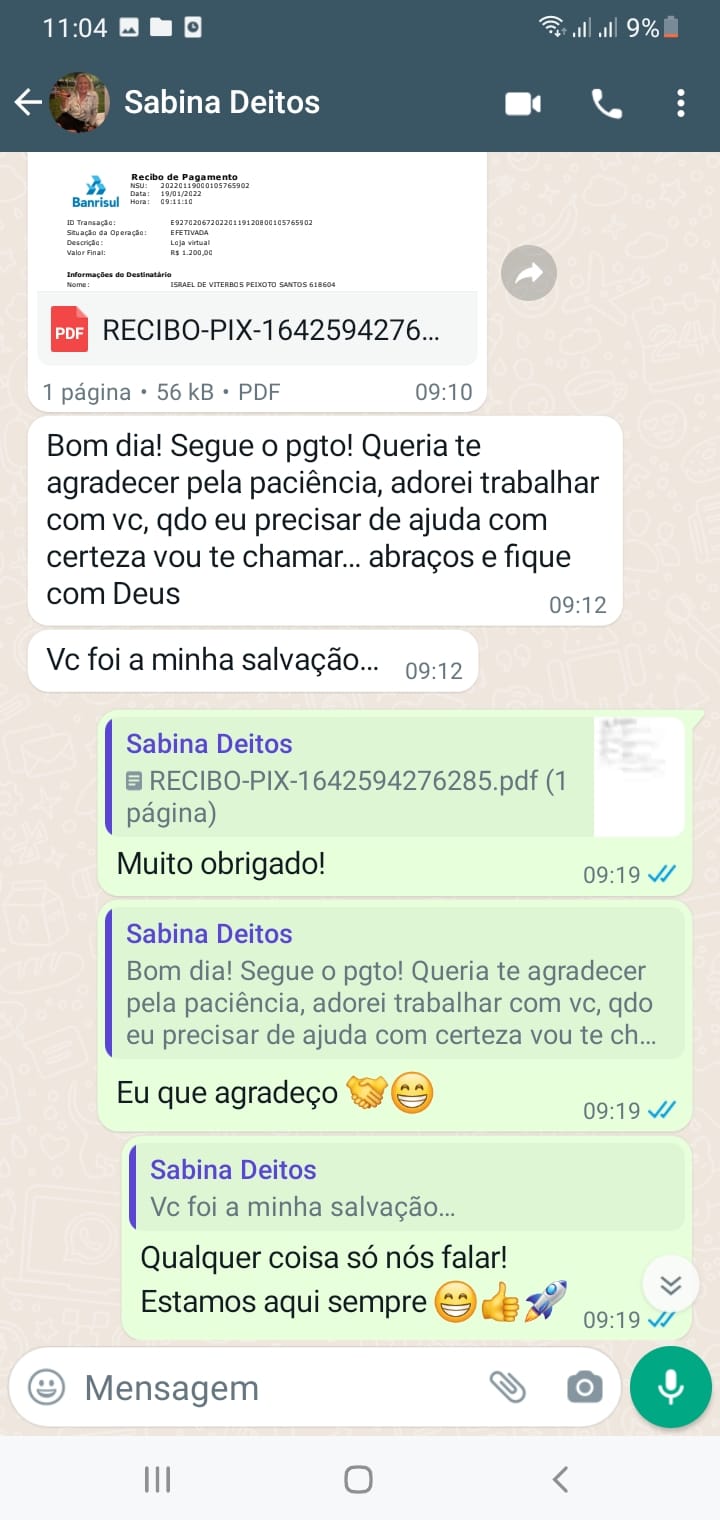 11:04
9%
Sabina Deitos
Banrisul
Recibo de Pagamento
NSU: 20220119000105765902
Data: 19/01/2022
Hora: 09:11:10
ID Transação: E9270206720220119120800105765902
Situação da Operação: EFETIVADA
Descrição: Loja virtual
Valor Final: R$ 1.200,00
Informações do Destinatário
Nome: ISRAEL DE VITERBOS PEIXOTO SANTOS 618604
PDF RECIBO-PIX-1642594276...
1 página • 56 kB • PDF 09:10
Bom dia! Segue o pgto! Queria te
agradecer pela paciência, adorei trabalhar
com vc, qdo eu precisar de ajuda com
certeza vou te chamar... abraços e fique
com Deus
09:12
Vc foi a minha salvação... 09:12
Sabina Deitos
RECIBO-PIX-1642594276285.pdf (1
página)
Muito obrigado!
09:19
Sabina Deitos
Bom dia! Segue o pgto! Queria te agradecer
pela paciência, adorei trabalhar com vc, qdo
eu precisar de ajuda com certeza vou te ch...
Eu que agradeço 🤝😁
09:19
Sabina Deitos
Vc foi a minha salvação...
Qualquer coisa só nós falar!
Estamos aqui sempre 😁👍🚀
09:19
Mensagem